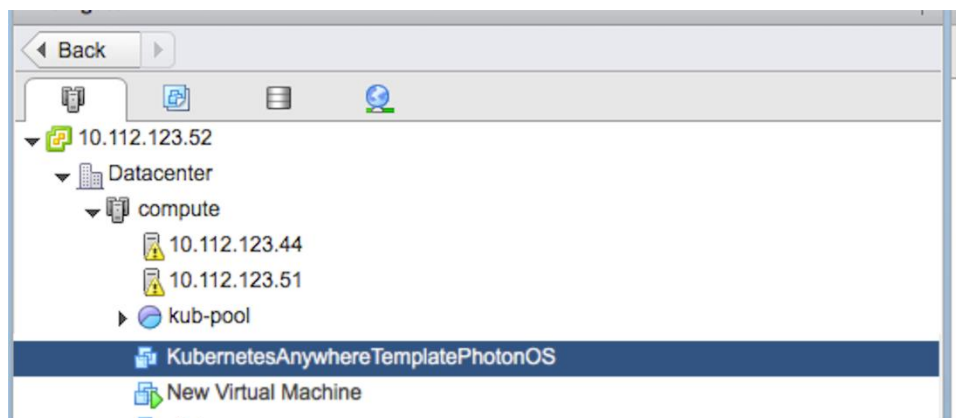 Back
10.112.123.52
Datacenter
compute
10.112.123.44
10.112.123.51
kub-pool
KubernetesAnywhereTemplatePhotonOS
New Virtual Machine